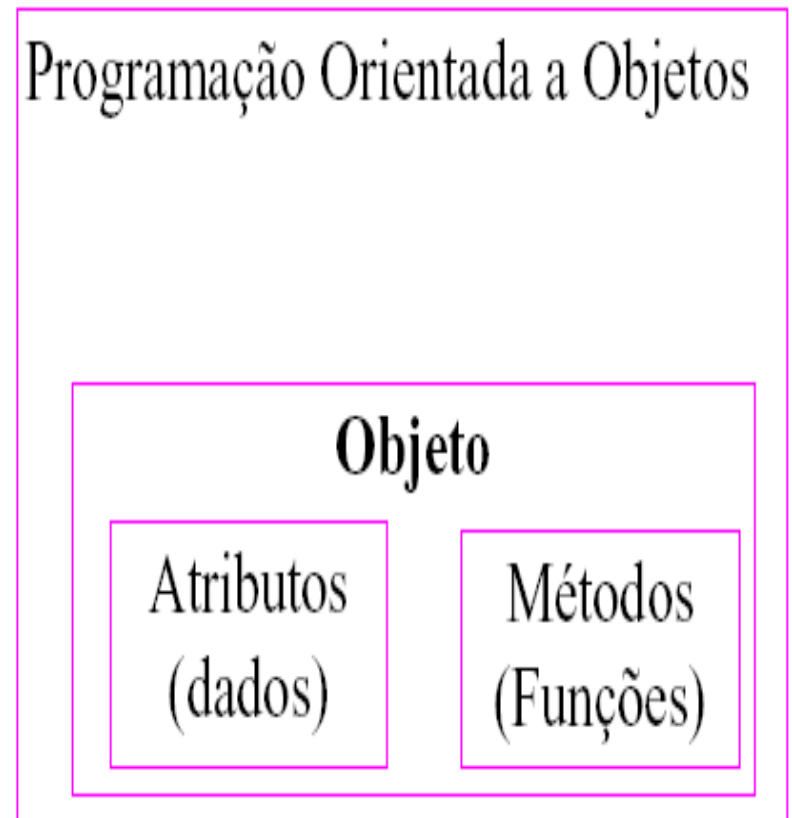 Programação Orientada a Objetos
Objeto
Atributos
(dados)
Métodos
(Funções)